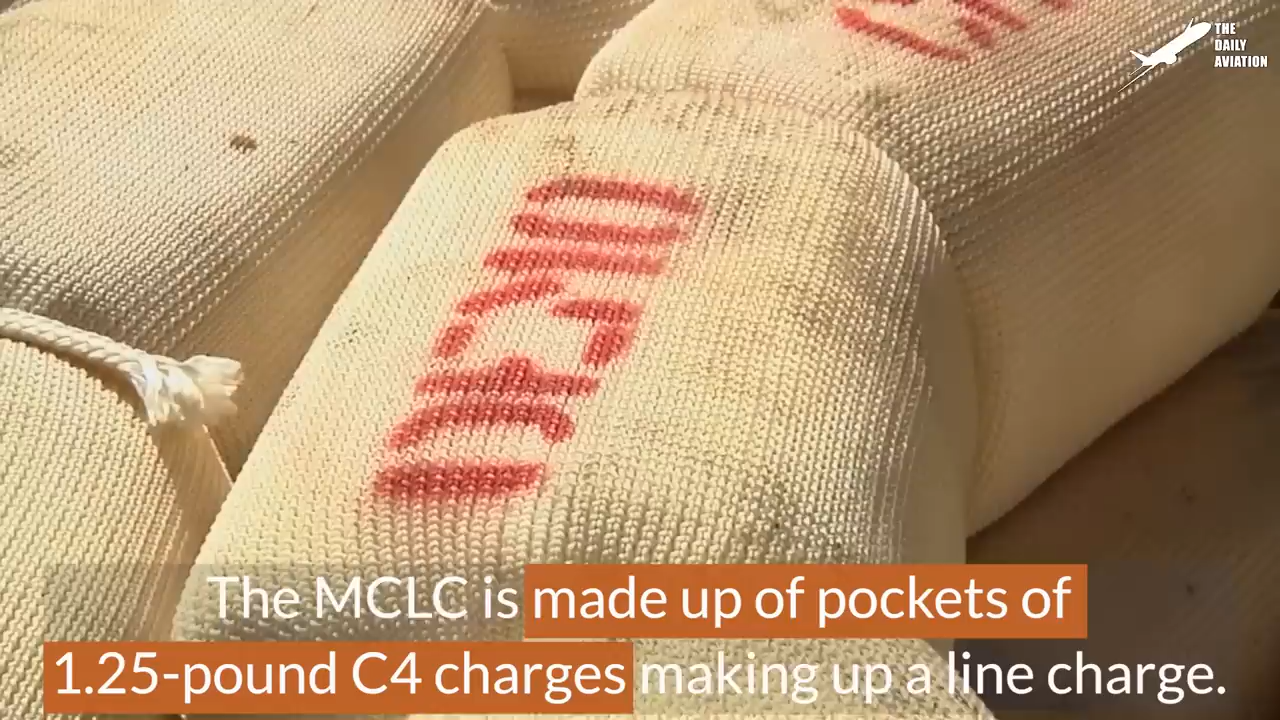 THE
DAILY
AVIATION
The MCLC is made up of pockets of
1.25-pound C4 charges making up a line charge.